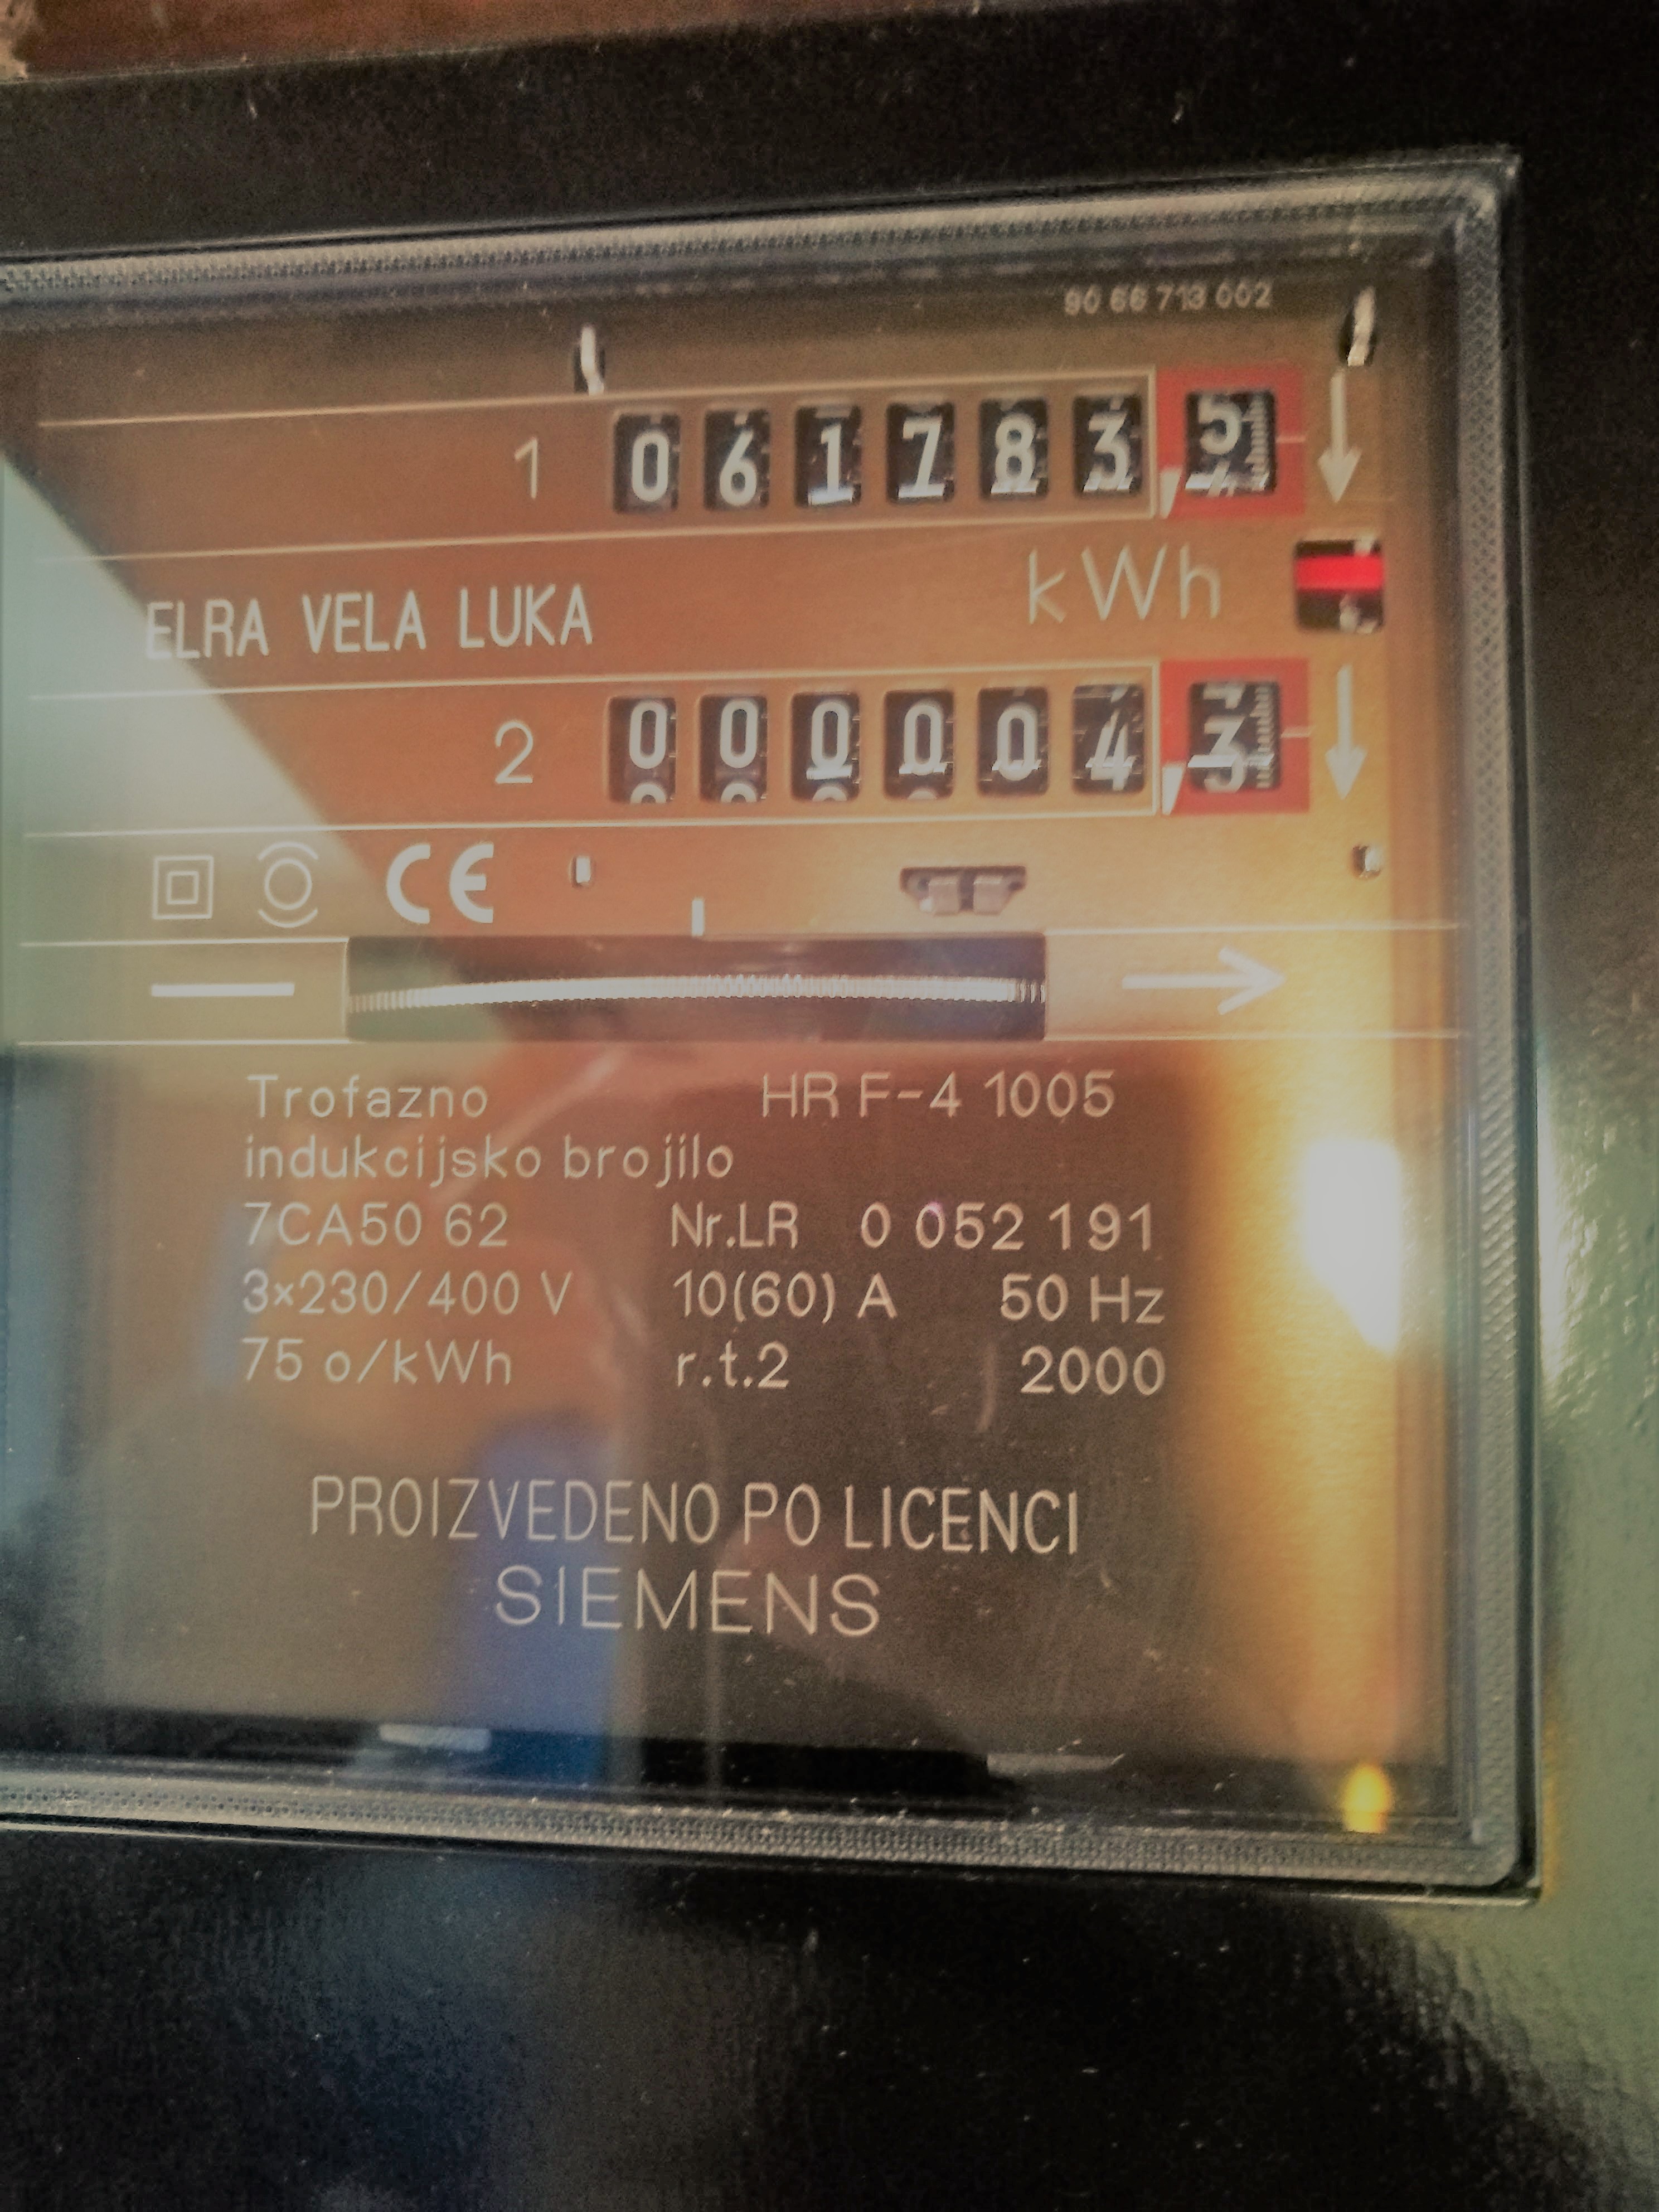 90 66 713 002
1 061783,5
ELRA VELA LUKA kWh
2 000004,3
CE
Trofazno HR F-4 1005
indukcijsko brojilo
7CA50 62 Nr.LR 0 052 191
3×230/400 V 10(60) A 50 Hz
75 o/kWh r.t.2 2000
PROIZVEDENO PO LICENCI
SIEMENS